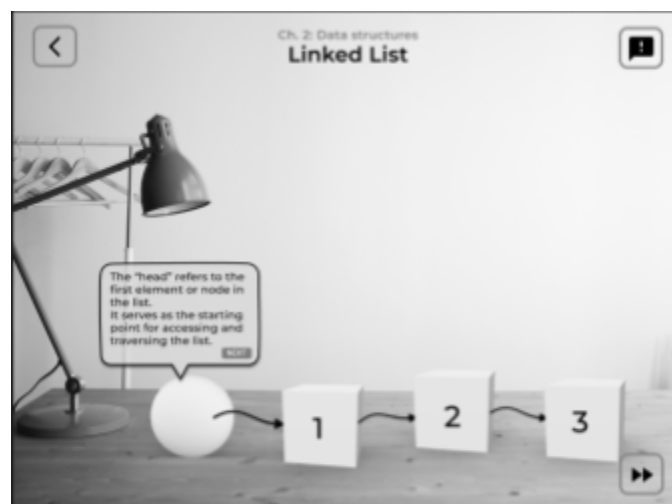 Ch. 2: Data structures
Linked List
The "head" refers to the
first element or node in
the list.
It serves as the starting
point for accessing and
traversing the list.
NEXT
1
2
3